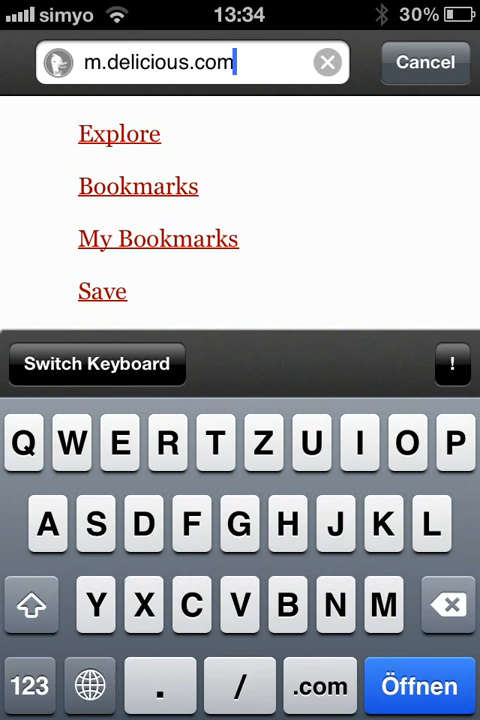 simyo 13:34 30%
m.delicious.com Cancel
Explore
Bookmarks
My Bookmarks
Save
Switch Keyboard !
Q W E R T Z U I O P
A S D F G H J K L
Y X C V B N M
123 . / .com Öffnen